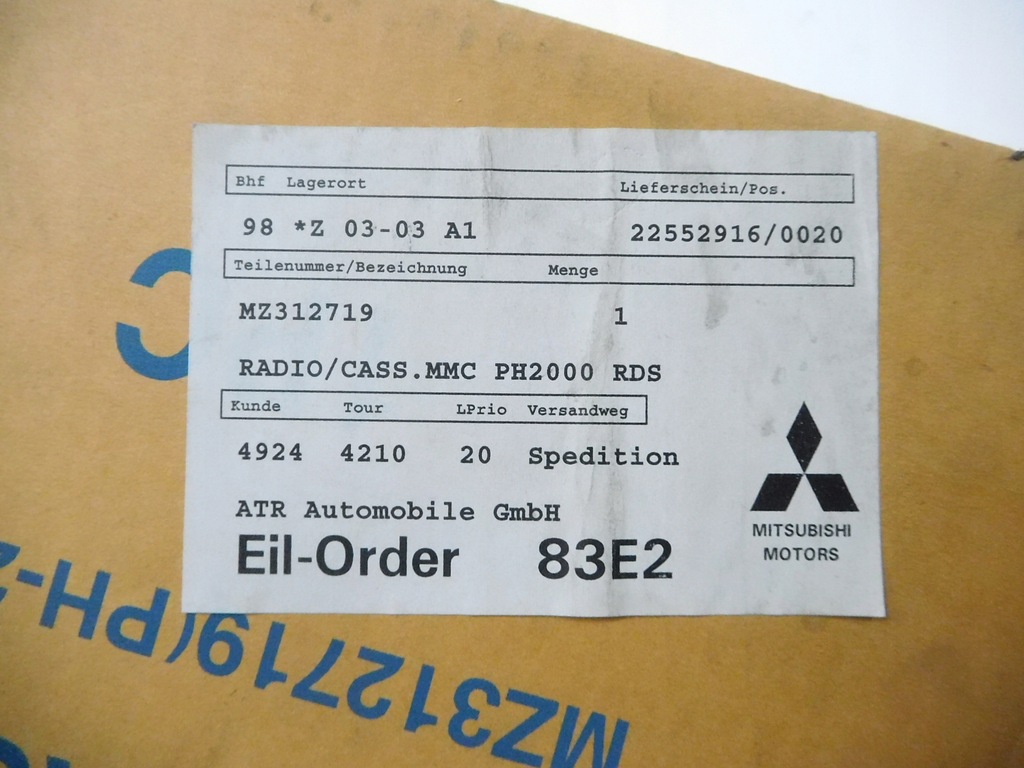 Bhf Lagerort Lieferschein/Pos.
98 *Z 03-03 A1 22552916/0020
Teilenummer/Bezeichnung Menge
MZ312719 1
RADIO/CASS.MMC PH2000 RDS
Kunde Tour LPrio Versandweg
4924 4210 20 Spedition
ATR Automobile GmbH
Eil-Order 83E2
MITSUBISHI
MOTORS
MZ312719(PH-2